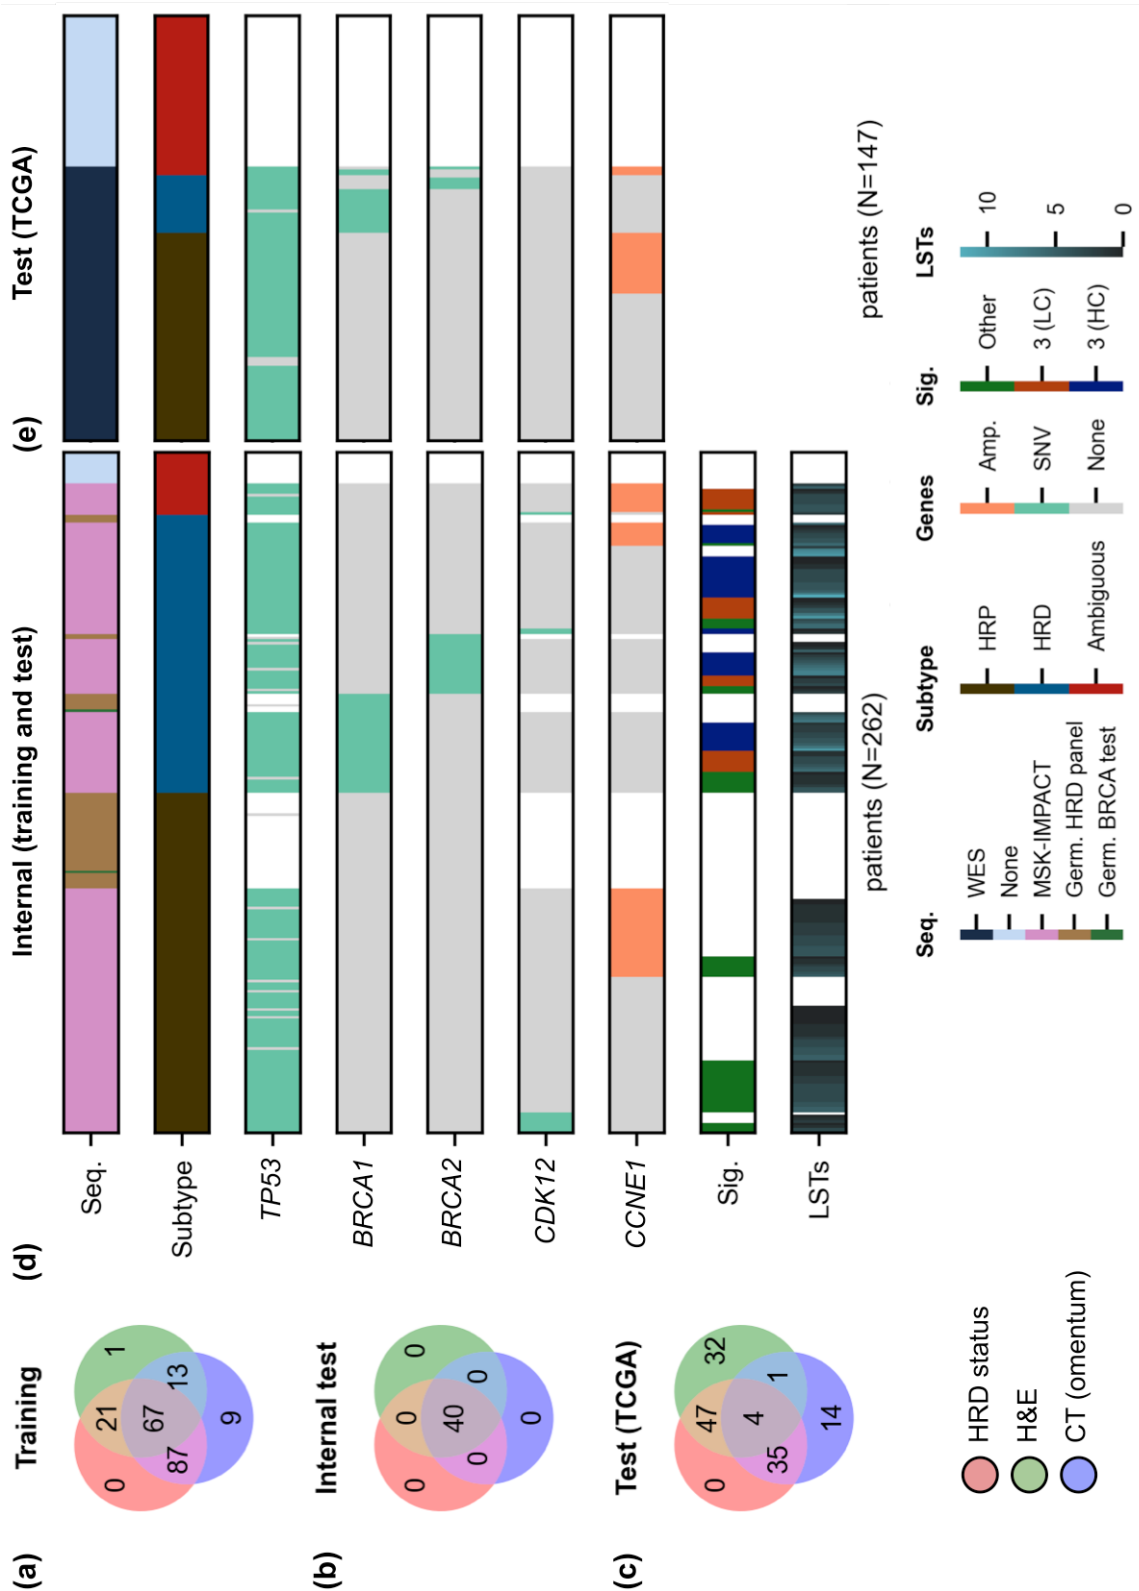 (a)
Training
0
21
1
67
87
13
9
(b)
Internal test
0
0
0
40
0
0
0
(c)
Test (TCGA)
0
47
32
4
35
1
14
HRD status
H&E
CT (omentum)
(d)
Internal (training and test)
Seq.
Subtype
TP53
BRCA1
BRCA2
CDK12
CCNE1
Sig.
LSTs
patients (N=262)
(e)
Test (TCGA)
patients (N=147)
Seq.
WES
None
MSK-IMPACT
Germ. HRD panel
Germ. BRCA test
Subtype
HRP
HRD
Ambiguous
Genes
Amp.
SNV
None
Sig.
Other
3 (LC)
3 (HC)
LSTs
10
5
0